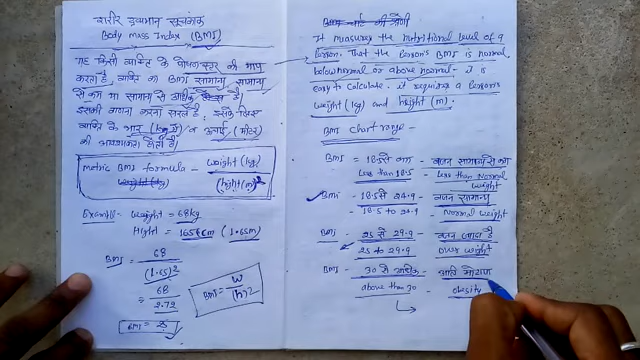 शरीर द्रव्यमान सूचकांक
Body Mass Index (BMI)
यह किसी व्यक्ति के पोषण स्तर को माप
करता है, व्यक्ति का BMI सामान्य, सामान्य
से कम या सामान्य से अधिक है।
इसकी गणना करना सरल है। इसके लिए
व्यक्ति के भार (kg में) व ऊंचाई (मीटर)
की आवश्यकता होती है।
Metric BMI formula - Weight (kg)
(hight (m))2
Example- Weight = 68kg
Hight = 165cm (1.65m)
BMI = 68
(1.65)2
= 68
2.72
BMI = 25
BMI = W
(h)2
की श्रेणी
It measures the nutritional level of a
person. That the person's BMI is normal
below normal or above normal. it is
easy to calculate. it requires a person's
weight (kg) and height (m).
BMI chart range -
BMI = 18.5 से कम - वजन सामान्य से कम
Less than 18.5 - Less than Normal
weight
BMI - 18.5 से 24.9 - वजन सामान्य
- 18.5 to 24.9 - Normal weight
BMI - 25 से 29.9 - वजन ज्यादा है
25 to 29.9 - over weight
BMI - 30 से अधिक - अति मोटापा
above than 30 - obesity